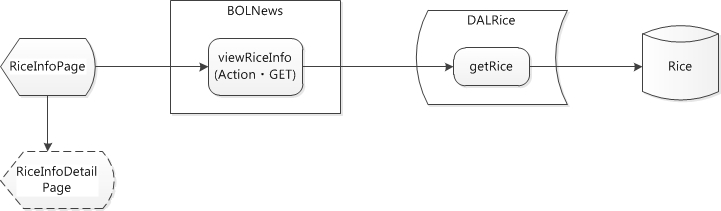 BOLNews
DALRice
RiceInfoPage
viewRiceInfo
(Action・GET)
getRice
Rice
RiceInfoDetail
Page